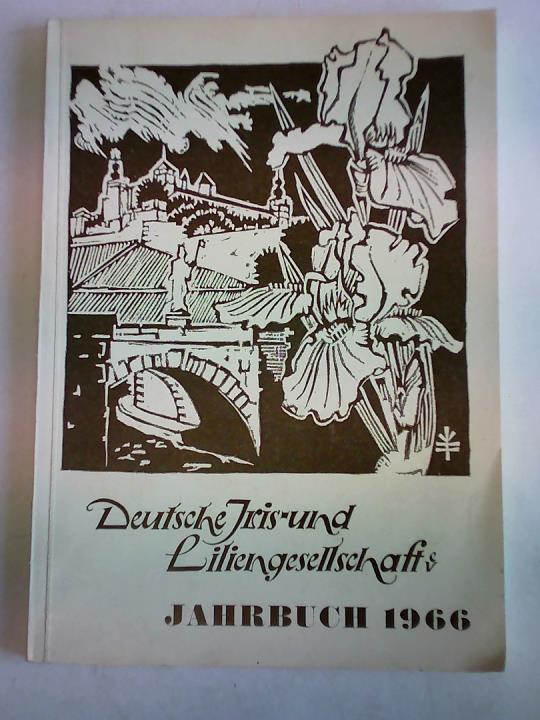 Deutsche Iris- und
Liliengesellschaft e.V.
JAHRBUCH 1966